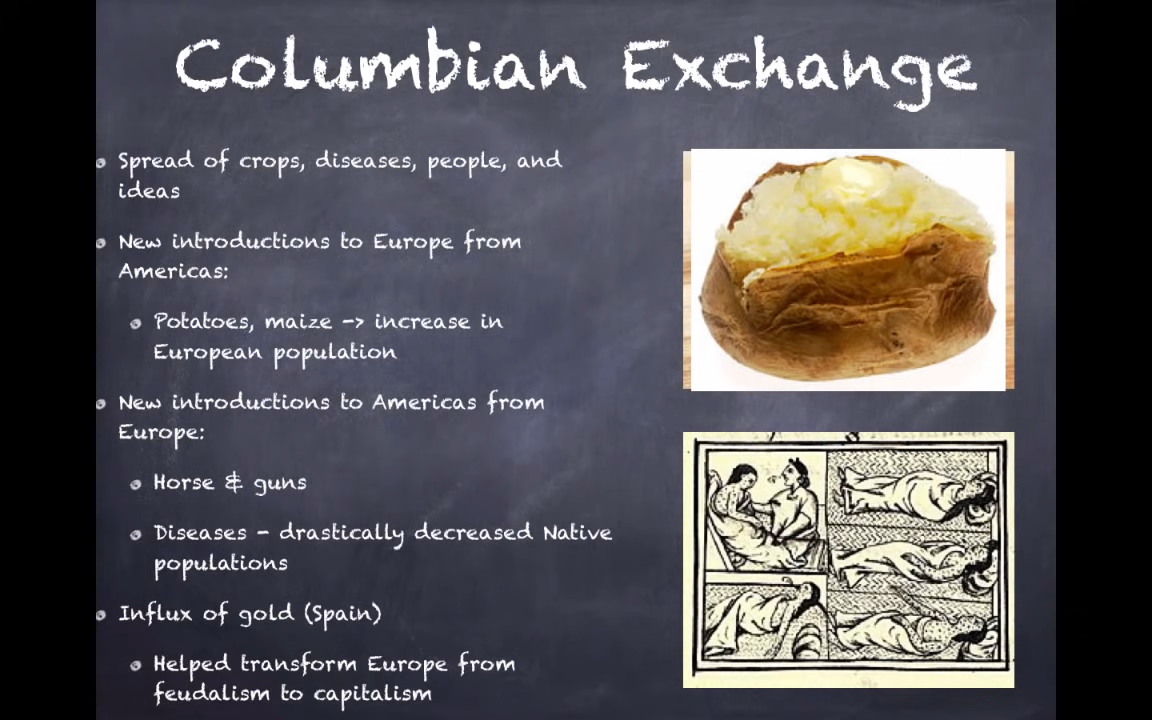 Columbian Exchange
Spread of crops, diseases, people, and
ideas
New introductions to Europe from
Americas:
Potatoes, maize -> increase in
European population
New introductions to Americas from
Europe:
Horse & guns
Diseases - drastically decreased Native
populations
Influx of gold (Spain)
Helped transform Europe from
feudalism to capitalism